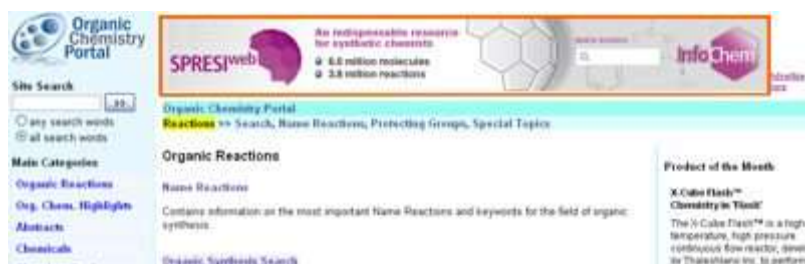 Organic
Chemistry
Portal
An indispensable resource
for synthetic chemists
SPRESIweb
6.6 million molecules
3.8 million reactions
InfoChem
Site Search
>>
any search words
all search words
Main Categories
Organic Reactions
Org. Chem. Highlights
Abstracts
Chemicals
Organic Chemistry Portal
Reactions >> Search, Name Reactions, Protecting Groups, Special Topics
Organic Reactions
Name Reactions
Contains information on the most important Name Reactions and keywords for the field of organic
synthesis.
Organic Synthesis Search
Product of the Month
X-Cube Flash™
Chemistry in 'Flash'
The X-Cube Flash™ is a high
temperature, high pressure
continuous flow reactor, devel
by ThalesNano Inc. to perform